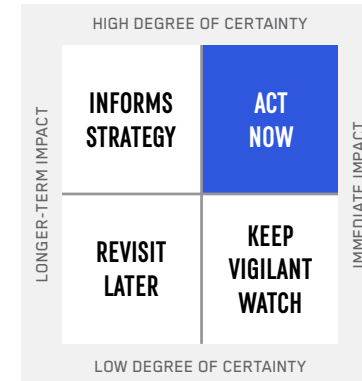 HIGH DEGREE OF CERTAINTY
LONGER-TERM IMPACT
INFORMS
STRATEGY
ACT
NOW
IMMEDIATE IMPACT
REVISIT
LATER
KEEP
VIGILANT
WATCH
LOW DEGREE OF CERTAINTY